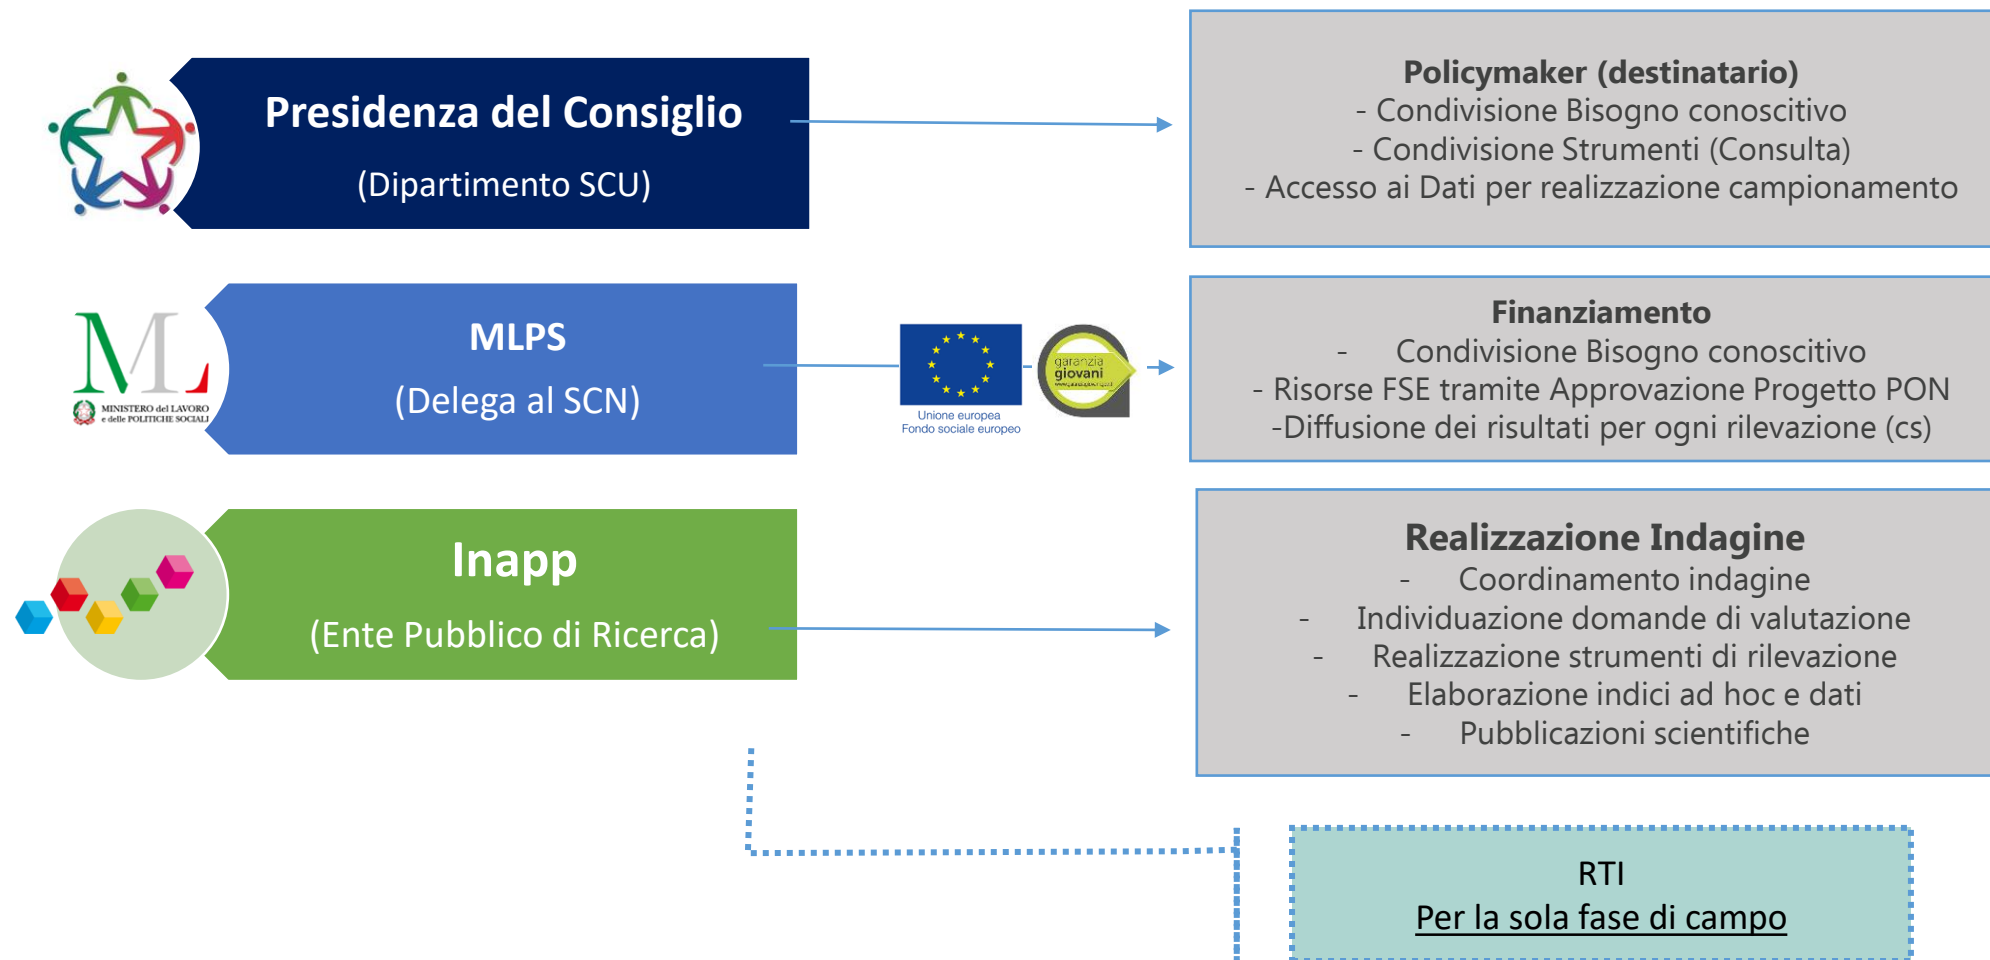 Presidenza del Consiglio
(Dipartimento SCU)
Policymaker (destinatario)
- Condivisione Bisogno conoscitivo
- Condivisione Strumenti (Consulta)
- Accesso ai Dati per realizzazione campionamento
MINISTERO del LAVORO
e delle POLITICHE SOCIALI
MLPS
(Delega al SCN)
Unione europea
Fondo sociale europeo
garanzia
giovani
Finanziamento
- Condivisione Bisogno conoscitivo
- Risorse FSE tramite Approvazione Progetto PON
-Diffusione dei risultati per ogni rilevazione (cs)
Inapp
(Ente Pubblico di Ricerca)
Realizzazione Indagine
- Coordinamento indagine
- Individuazione domande di valutazione
- Realizzazione strumenti di rilevazione
- Elaborazione indici ad hoc e dati
- Pubblicazioni scientifiche
RTI
Per la sola fase di campo